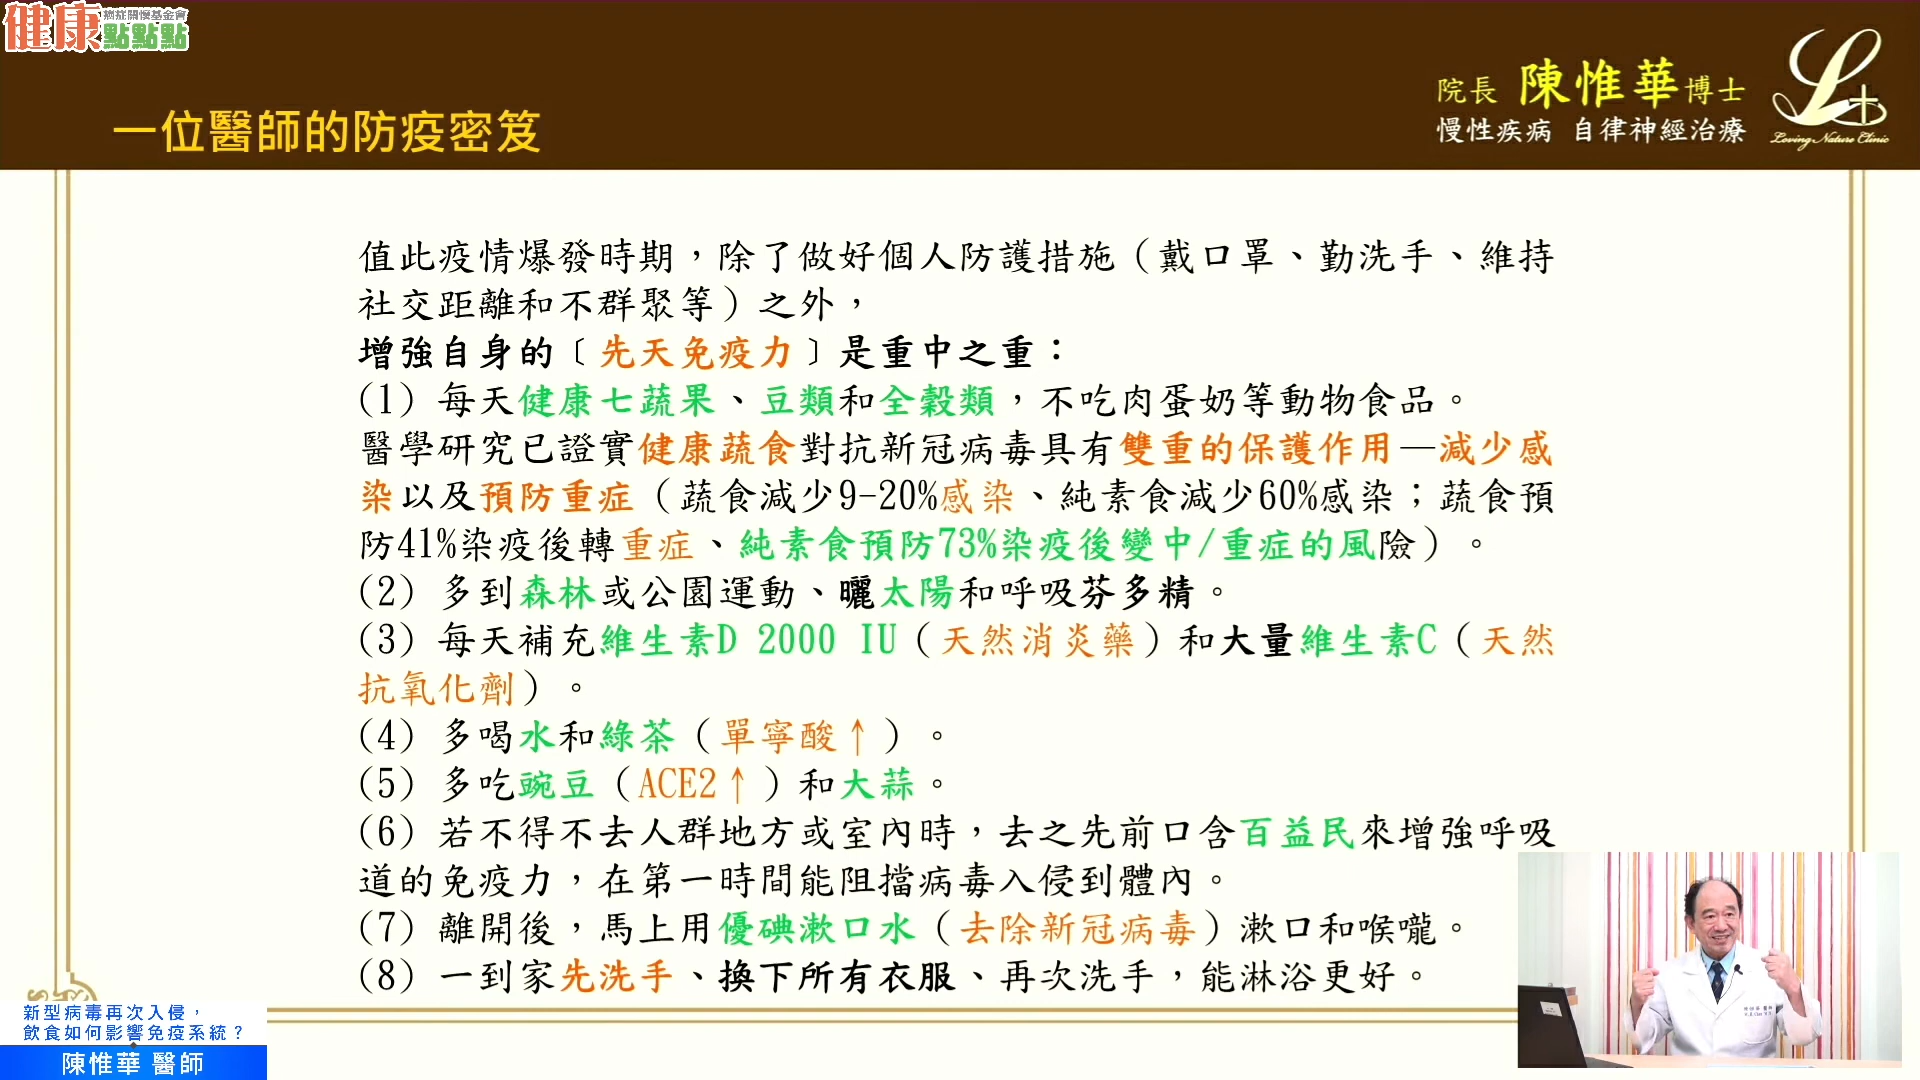 健康
癌症關懷基金會
點點點
院長 陳惟華博士
慢性疾病 自律神經治療
Loving Nature Clinic
一位醫師的防疫密笈
值此疫情爆發時期，除了做好個人防護措施（戴口罩、勤洗手、維持
社交距離和不群聚等）之外，
增強自身的〔先天免疫力〕是重中之重：
(1) 每天健康七蔬果、豆類和全穀類，不吃肉蛋奶等動物食品。
醫學研究已證實健康蔬食對抗新冠病毒具有雙重的保護作用—減少感
染以及預防重症（蔬食減少9-20%感染、純素食減少60%感染；蔬食預
防41%染疫後轉重症、純素食預防73%染疫後變中/重症的風險）。
(2) 多到森林或公園運動、曬太陽和呼吸芬多精。
(3) 每天補充維生素D 2000 IU（天然消炎藥）和大量維生素C（天然
抗氧化劑）。
(4) 多喝水和綠茶（單寧酸↑）。
(5) 多吃豌豆（ACE2↑）和大蒜。
(6) 若不得不去人群地方或室內時，去之先前口含百益民來增強呼吸
道的免疫力，在第一時間能阻擋病毒入侵到體內。
(7) 離開後，馬上用優碘漱口水（去除新冠病毒）漱口和喉嚨。
(8) 一到家先洗手、換下所有衣服、再次洗手，能淋浴更好。
新型病毒再次入侵，
飲食如何影響免疫系統？
陳惟華 醫師